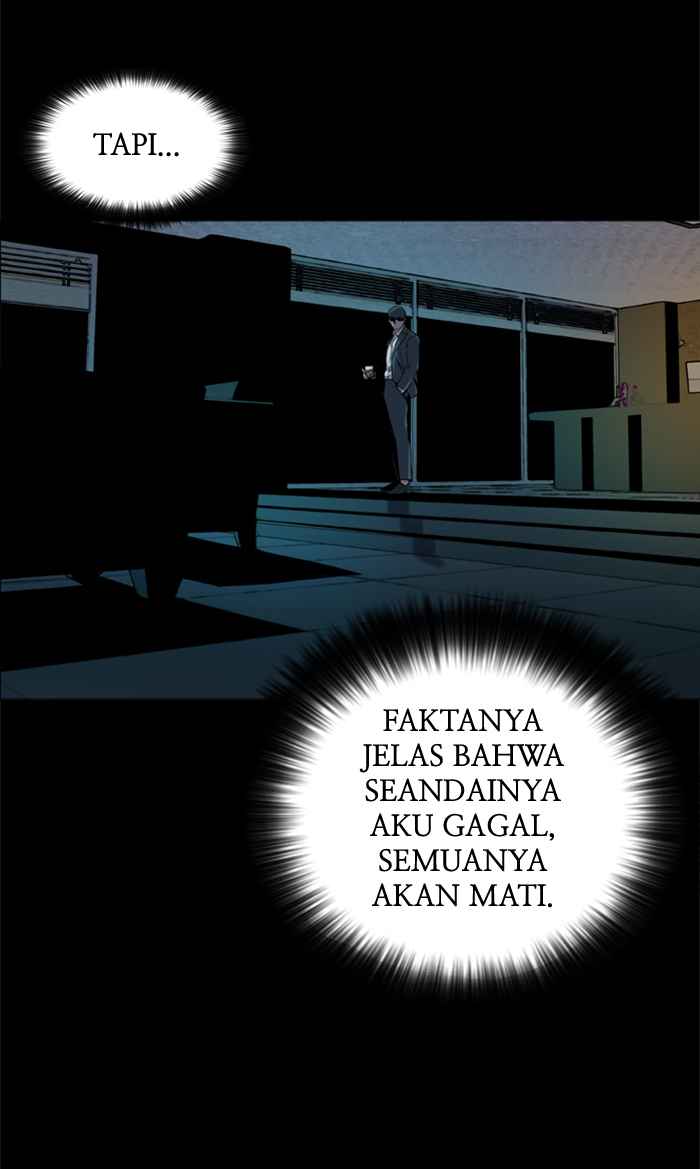 TAPI...
FAKTANYA
JELAS BAHWA
SEANDAINYA
AKU GAGAL,
SEMUANYA
AKAN MATI.